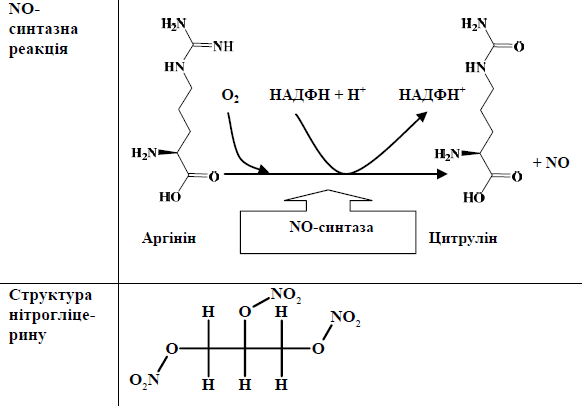 NO-
синтазна
реакція
H₂N
NH
HN
H₂N
O
HO
Аргінін
O₂
НАДФН + Н⁺
НАДФН⁺
NO-синтаза
H₂N
O
HN
H₂N
O
HO
+ NO
Цитрулін
Структура
нітрогліце-
рину
NO₂
H
O
H
NO₂
O
O
O₂N
H
H
H